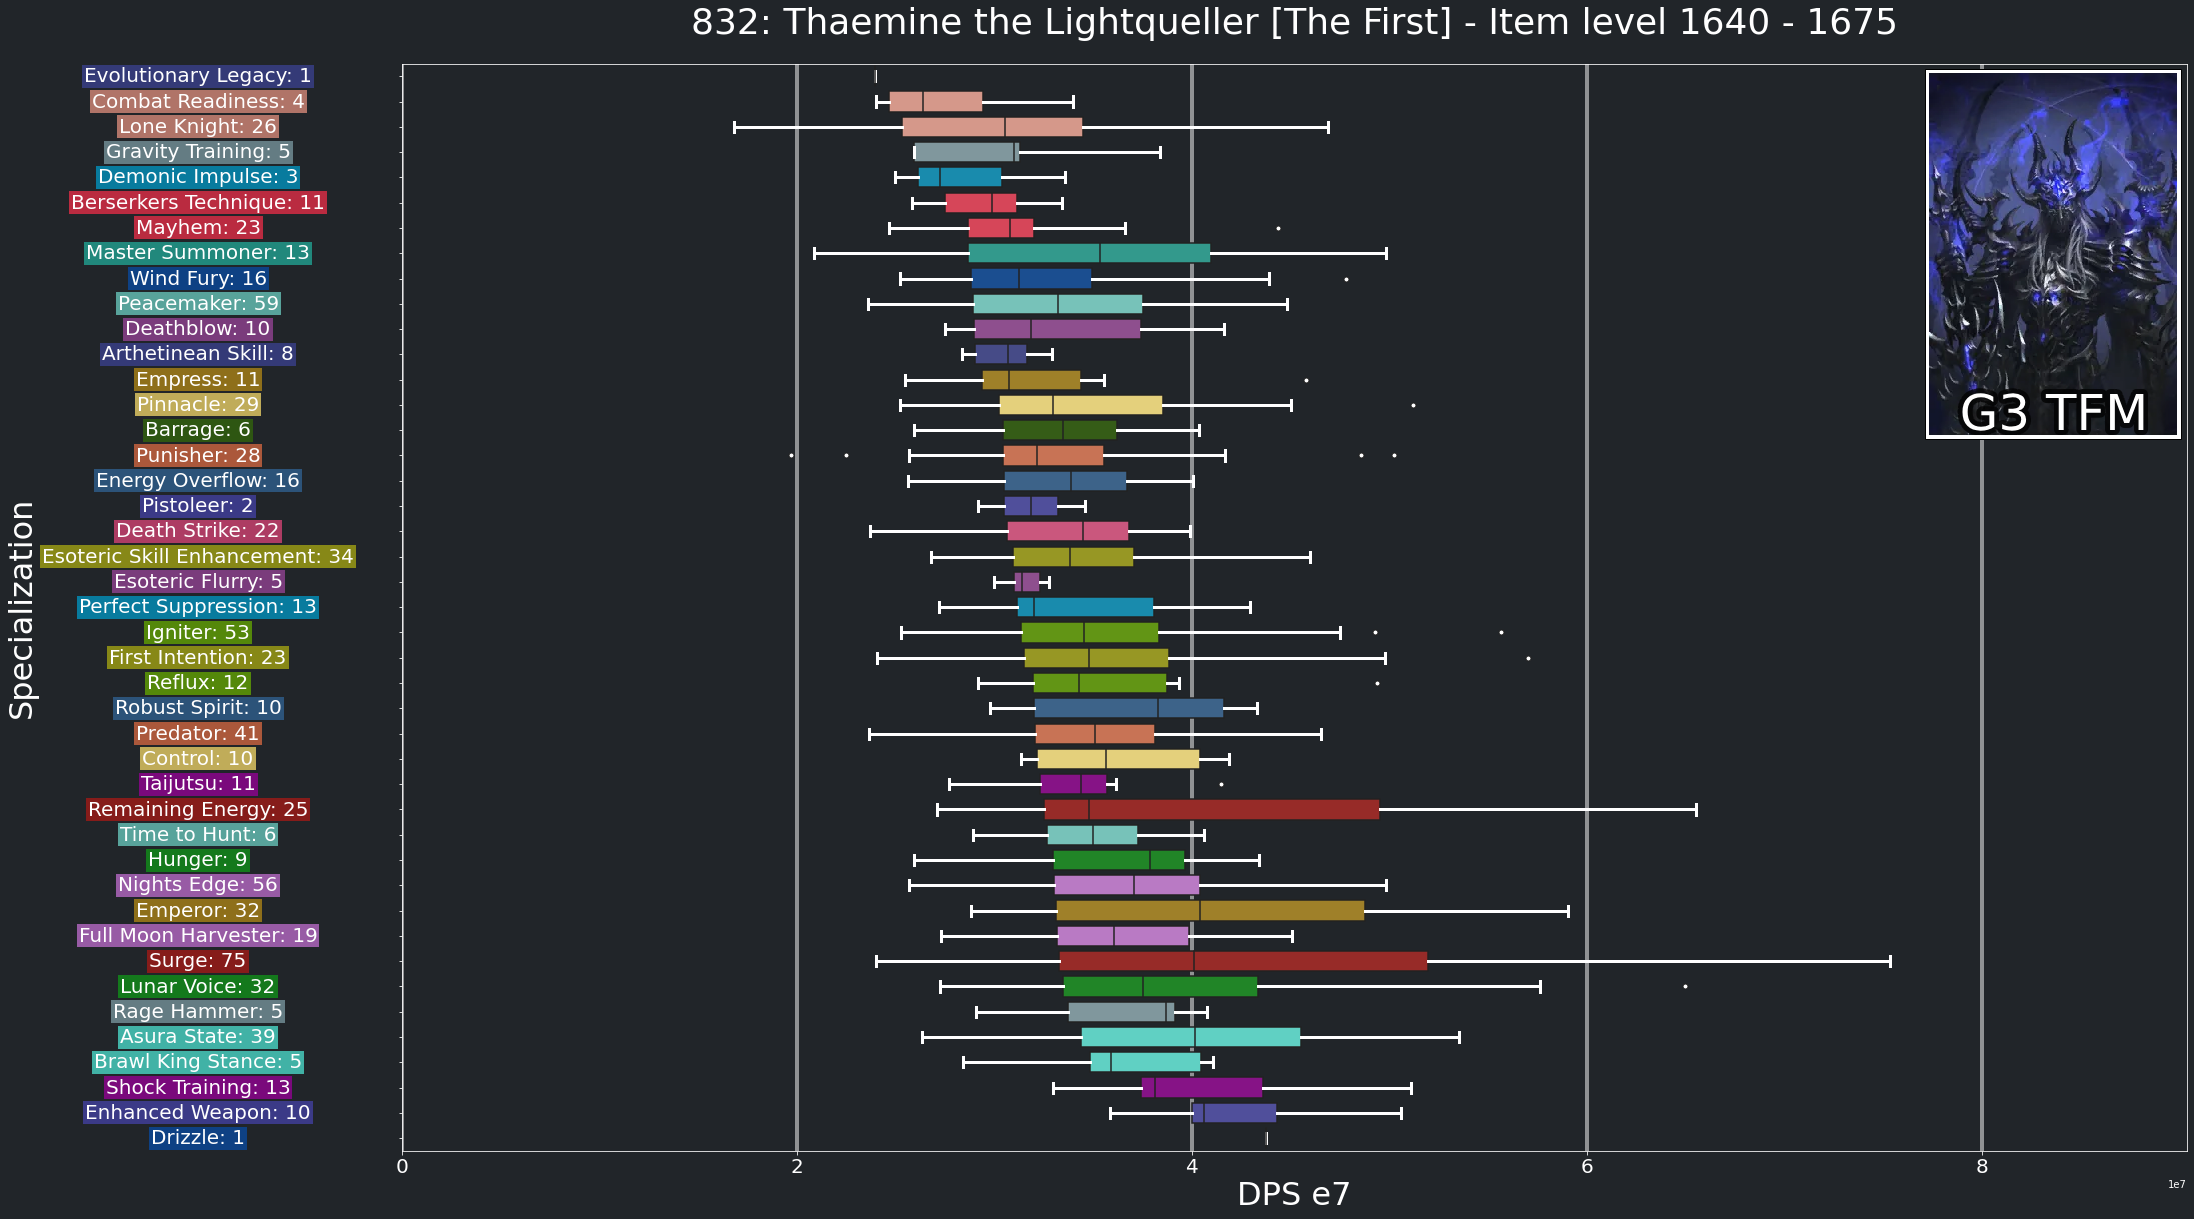 832: Thaemine the Lightqueller [The First] - Item level 1640 - 1675
Specialization
Evolutionary Legacy: 1
Combat Readiness: 4
Lone Knight: 26
Gravity Training: 5
Demonic Impulse: 3
Berserkers Technique: 11
Mayhem: 23
Master Summoner: 13
Wind Fury: 16
Peacemaker: 59
Deathblow: 10
Arthetinean Skill: 8
Empress: 11
Pinnacle: 29
Barrage: 6
Punisher: 28
Energy Overflow: 16
Pistoleer: 2
Death Strike: 22
Esoteric Skill Enhancement: 34
Esoteric Flurry: 5
Perfect Suppression: 13
Igniter: 53
First Intention: 23
Reflux: 12
Robust Spirit: 10
Predator: 41
Control: 10
Taijutsu: 11
Remaining Energy: 25
Time to Hunt: 6
Hunger: 9
Nights Edge: 56
Emperor: 32
Full Moon Harvester: 19
Surge: 75
Lunar Voice: 32
Rage Hammer: 5
Asura State: 39
Brawl King Stance: 5
Shock Training: 13
Enhanced Weapon: 10
Drizzle: 1
G3 TFM
0 2 4 6 8
DPS e7
1e7